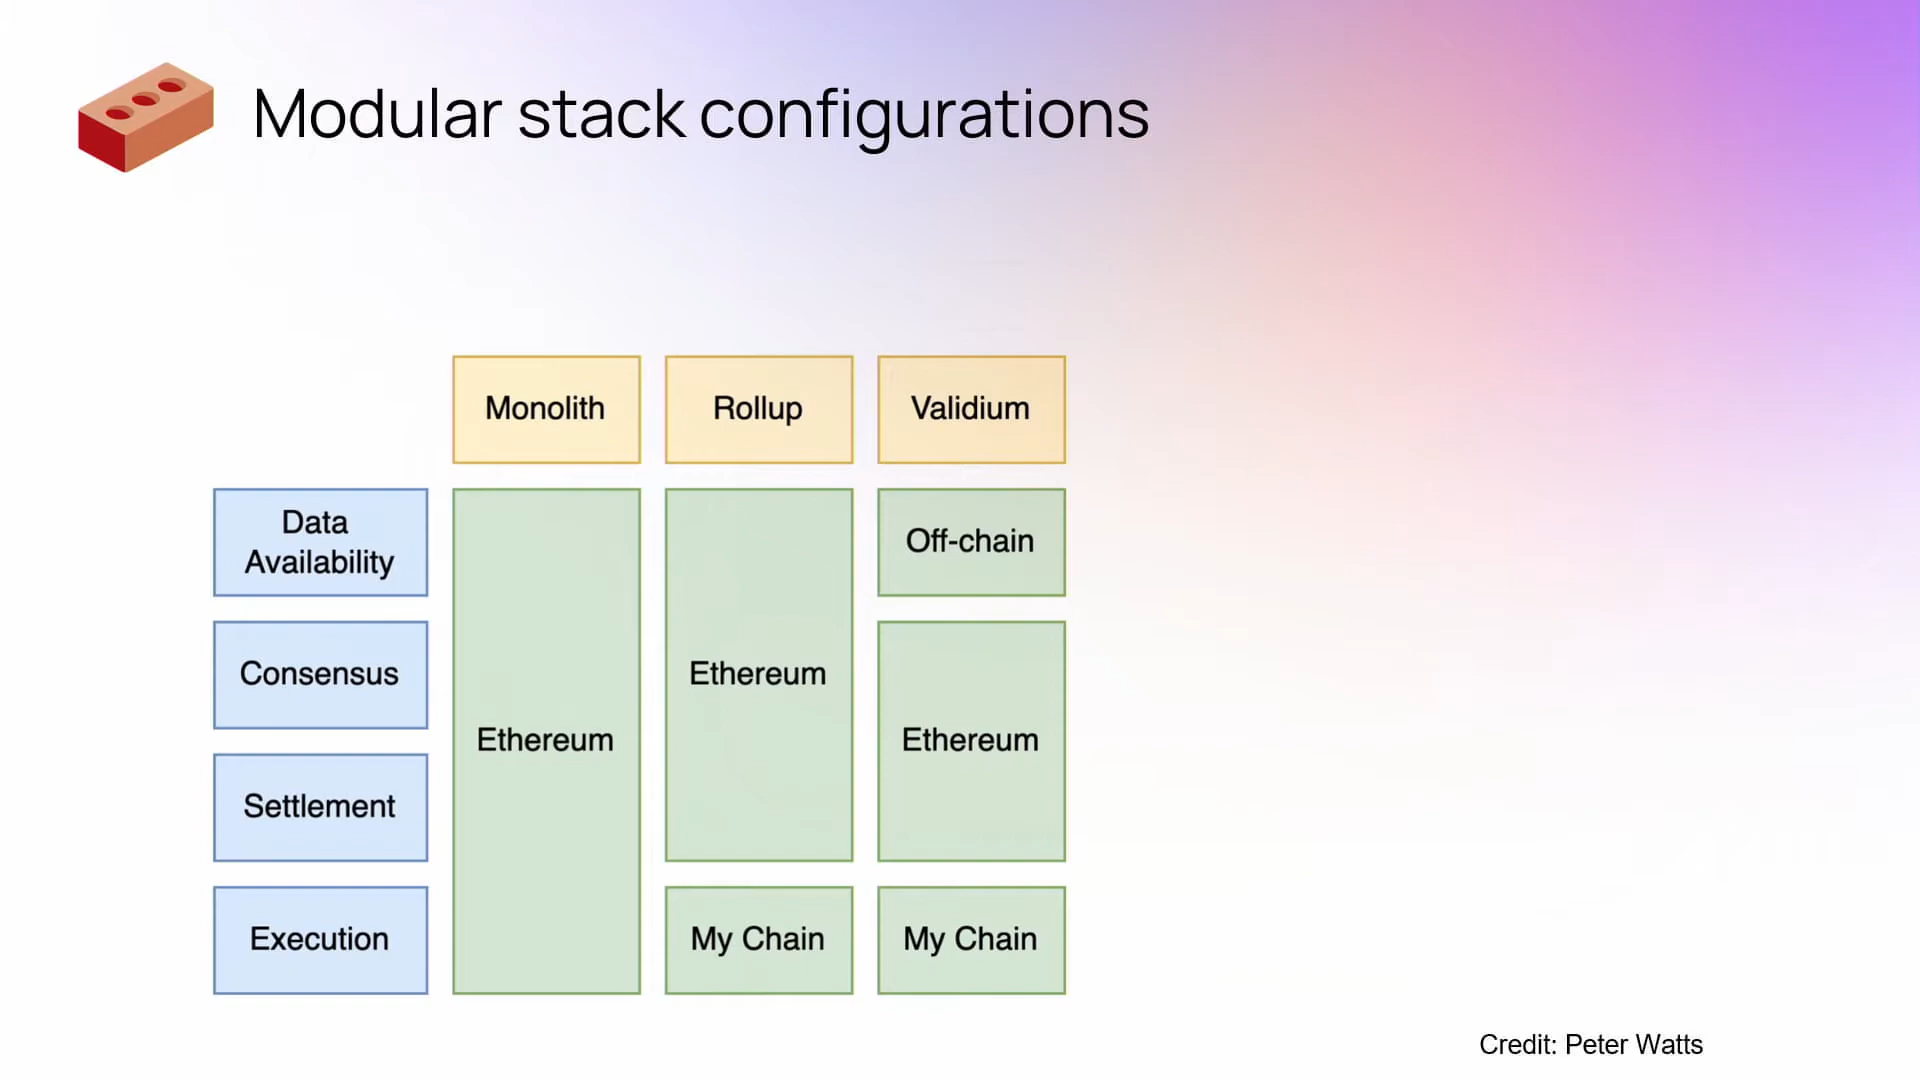 Modular stack configurations
Monolith
Rollup
Validium
Data
Availability
Off-chain
Consensus
Ethereum
Ethereum
Ethereum
Settlement
Execution
My Chain
My Chain
Credit: Peter Watts